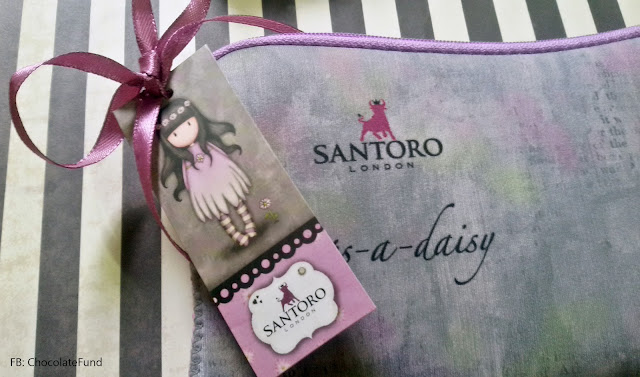 SANTORO
LONDON
s-a-daisy
SANTORO
LONDON
FB: ChocolateFund